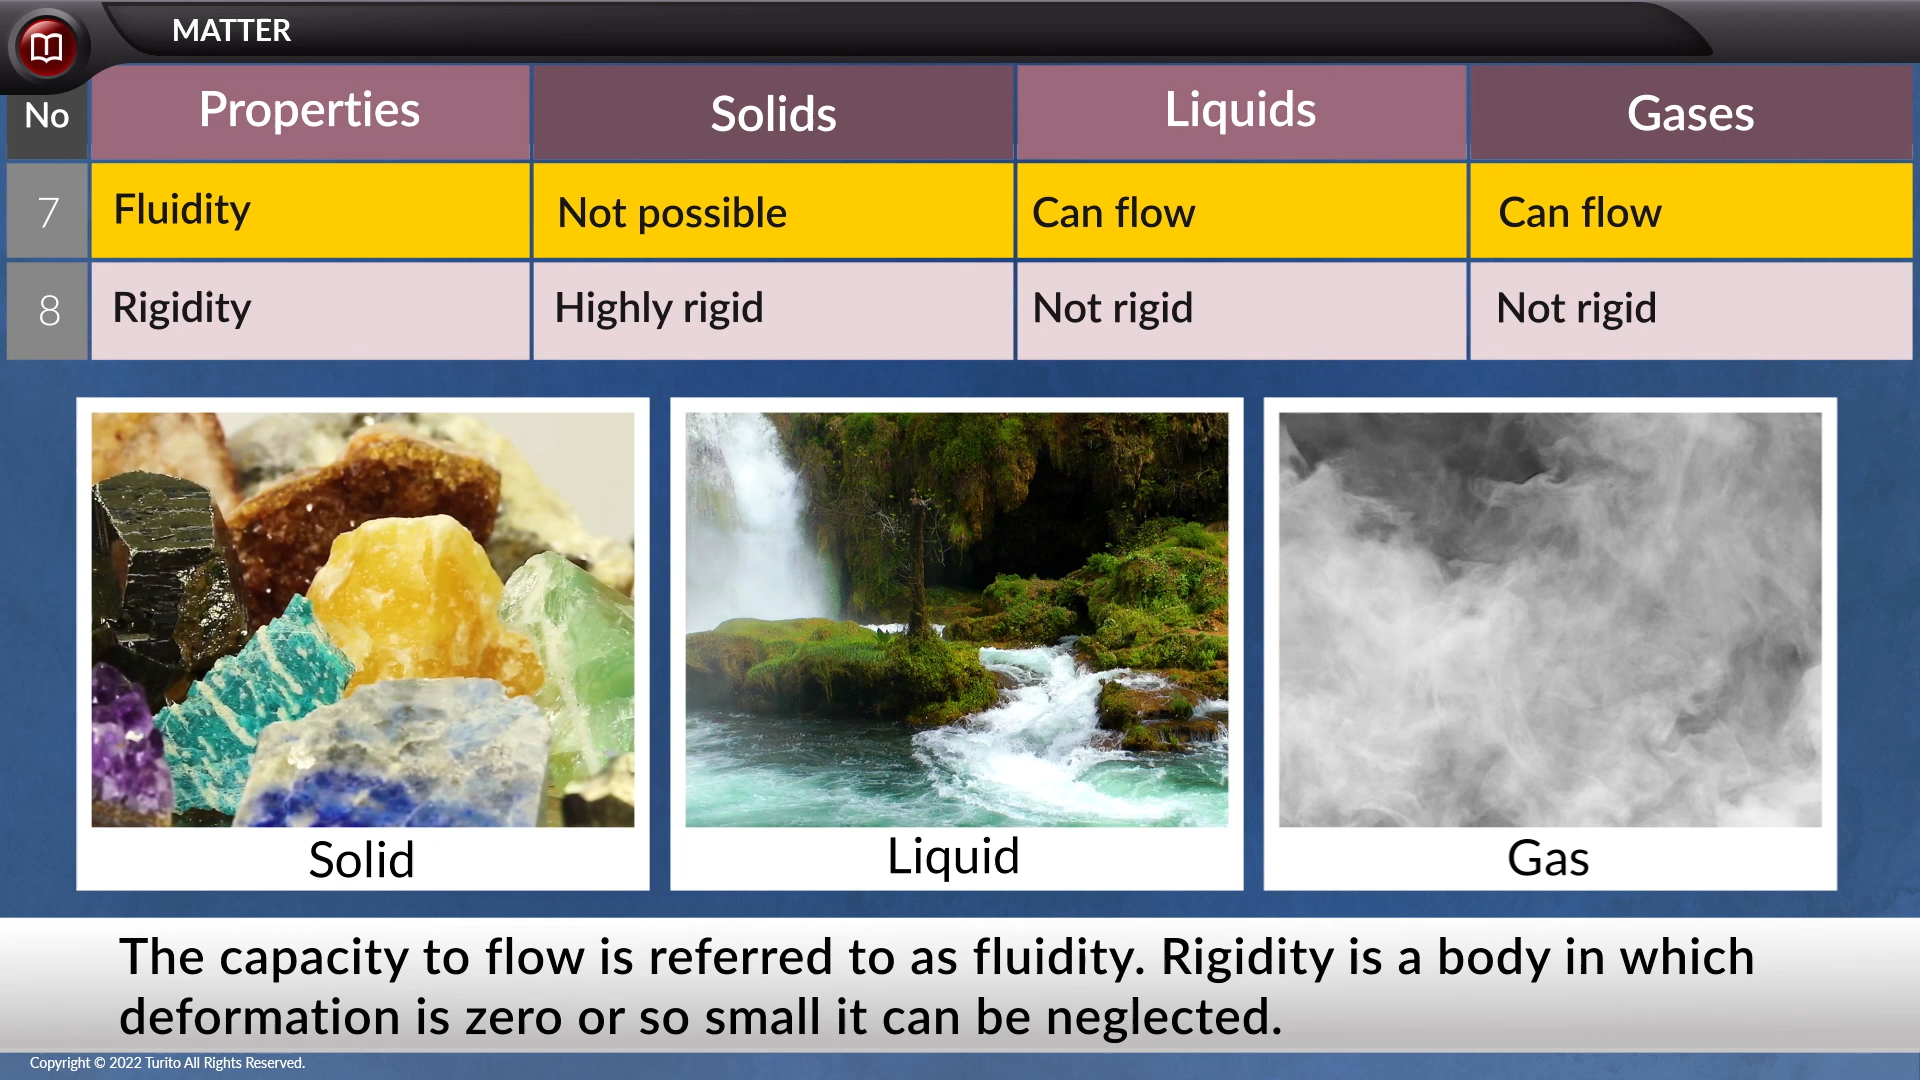 MATTER
No Properties Solids Liquids Gases
7 Fluidity Not possible Can flow Can flow
8 Rigidity Highly rigid Not rigid Not rigid
Solid Liquid Gas
The capacity to flow is referred to as fluidity. Rigidity is a body in which
deformation is zero or so small it can be neglected.
Copyright © 2022 Turito All Rights Reserved.